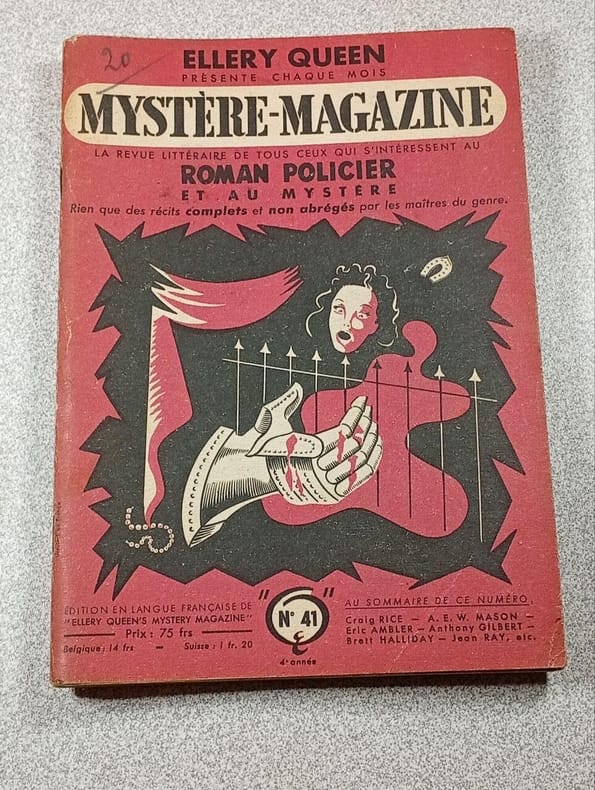 20
ELLERY QUEEN
PRÉSENTE CHAQUE MOIS
MYSTÈRE-MAGAZINE
LA REVUE LITTÉRAIRE DE TOUS CEUX QUI S'INTÉRESSENT AU
ROMAN POLICIER
ET AU MYSTÈRE
Rien que des récits complets et non abrégés par les maîtres du genre.
ÉDITION EN LANGUE FRANÇAISE DE
"ELLERY QUEEN'S MYSTERY MAGAZINE"
Prix : 75 frs
Belgique: 14 frs — Suisse : 1 fr. 20
N° 41
4e année
AU SOMMAIRE DE CE NUMÉRO.
Craig RICE — A. E. W. MASON —
Eric AMBLER — Anthony GILBERT —
Brett HALLIDAY — Jean RAY, etc.